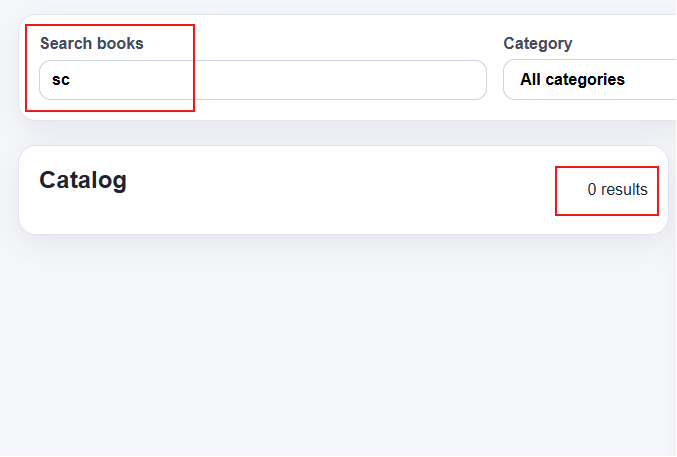 Search books
Category
sc
All categories
Catalog
0 results